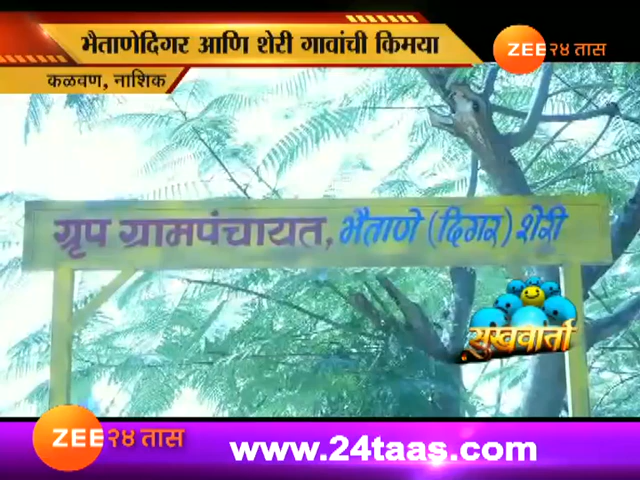 भैताणेदिगर आणि शेरी गावांची किमया
ZEE २४ तास
कळवण, नाशिक
ग्रुप ग्रामपंचायत, भैताणे (दिगर) शेरी
सुखवार्ता
ZEE २४ तास
www.24taas.com